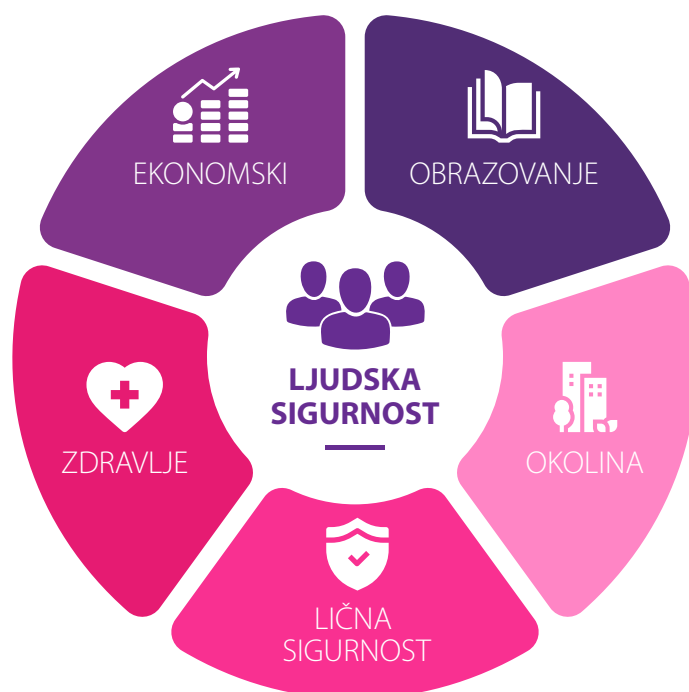 EKONOMSKI
OBRAZOVANJE
LJUDSKA
SIGURNOST
ZDRAVLJE
OKOLINA
LIČNA
SIGURNOST